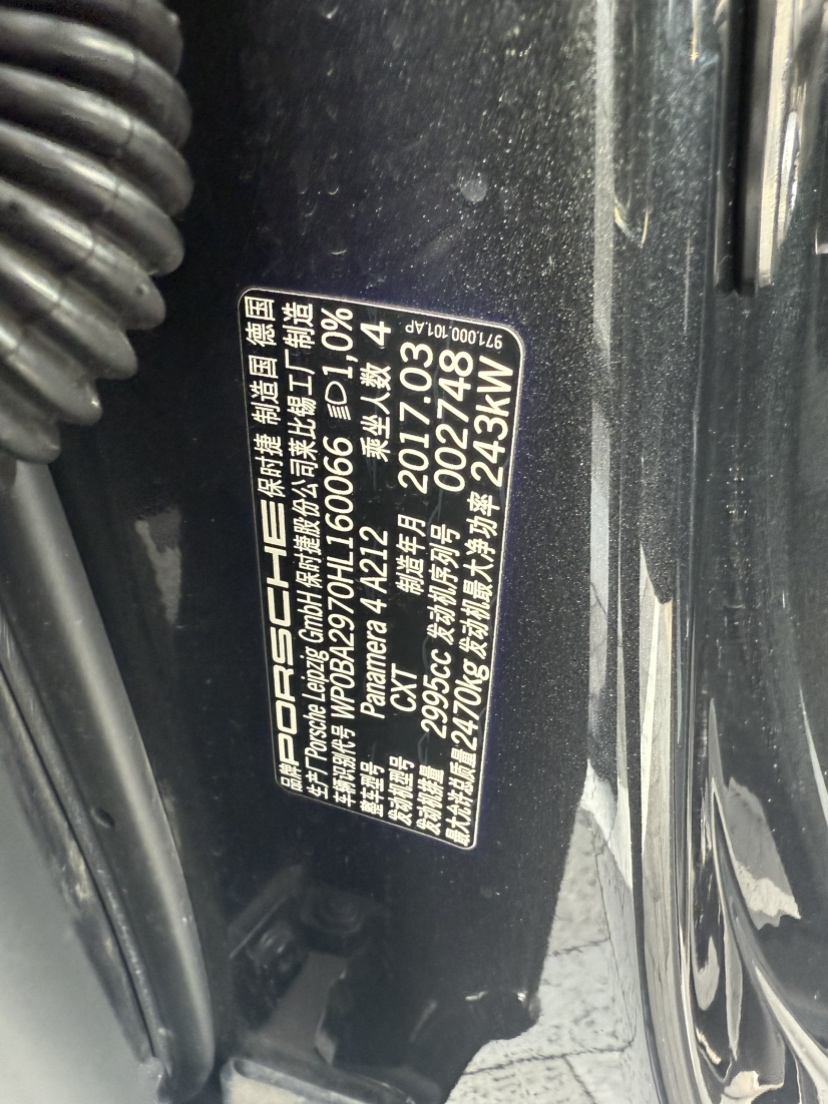 品牌 PORSCHE 保时捷 制造国 德国
生产厂 Porsche Leipzig GmbH 保时捷股份公司莱比锡工厂制造
车辆识别代号 WP0BA2970HL160066 1,0%
整车型号 Panamera 4 A212 乘坐人数 4
发动机型号 CXT 制造年月 2017.03
发动机排量 2995cc 发动机序列号 002748
最大允许总质量 2470kg 发动机最大净功率 243kW
971.000.101.AP